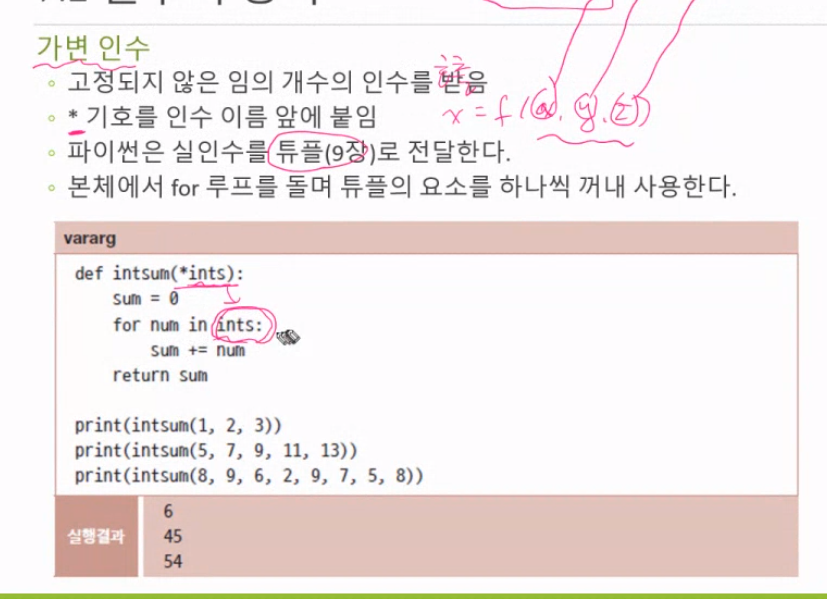 가변 인수
고정되지 않은 임의 개수의 인수를 받음
* 기호를 인수 이름 앞에 붙임
x = f((x), (y), (z))
파이썬은 실인수를 튜플(9장)로 전달한다.
본체에서 for 루프를 돌며 튜플의 요소를 하나씩 꺼내 사용한다.
vararg
def intsum(*ints):
    sum = 0
    for num in ints:
        sum += num
    return sum
print(intsum(1, 2, 3))
print(intsum(5, 7, 9, 11, 13))
print(intsum(8, 9, 6, 2, 9, 7, 5, 8))
실행결과
6
45
54